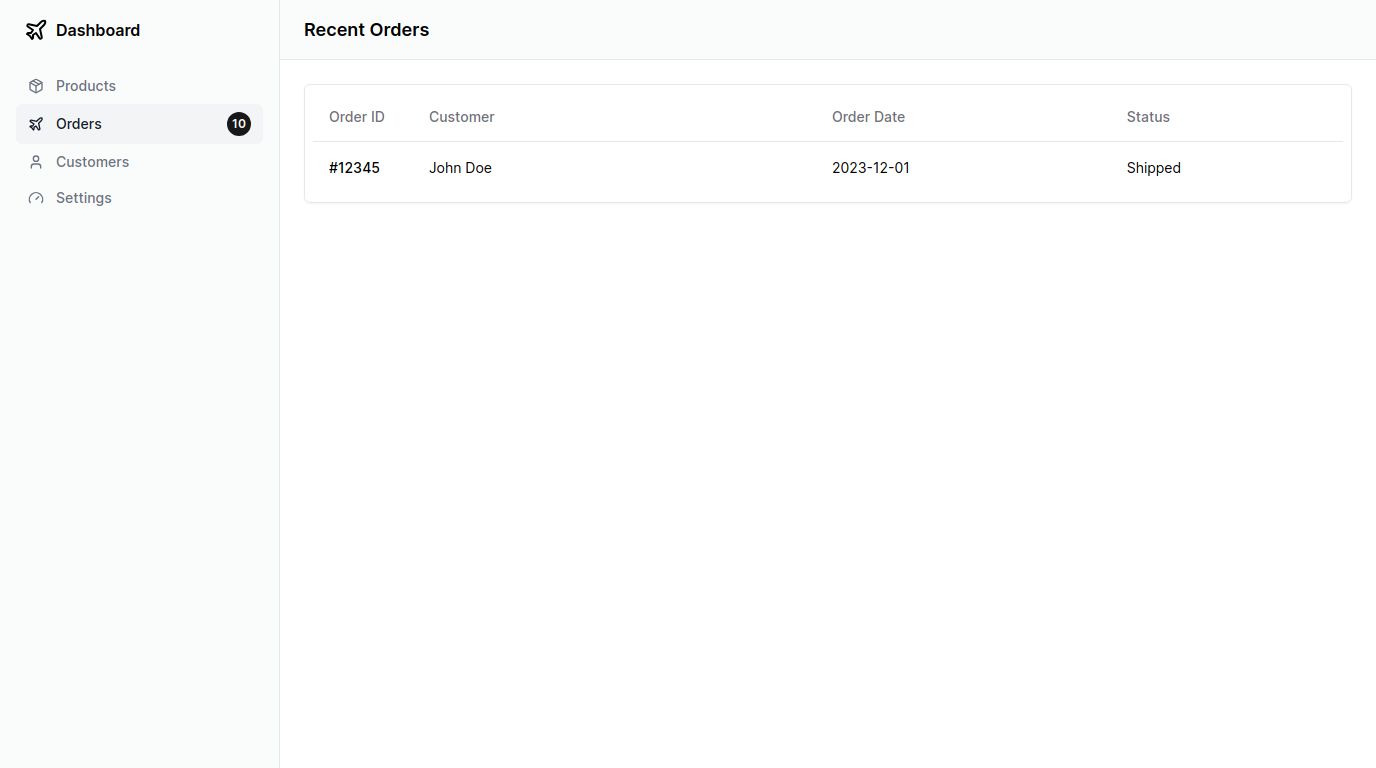 Dashboard
Products
Orders 10
Customers
Settings
Recent Orders
Order ID Customer Order Date Status
#12345 John Doe 2023-12-01 Shipped